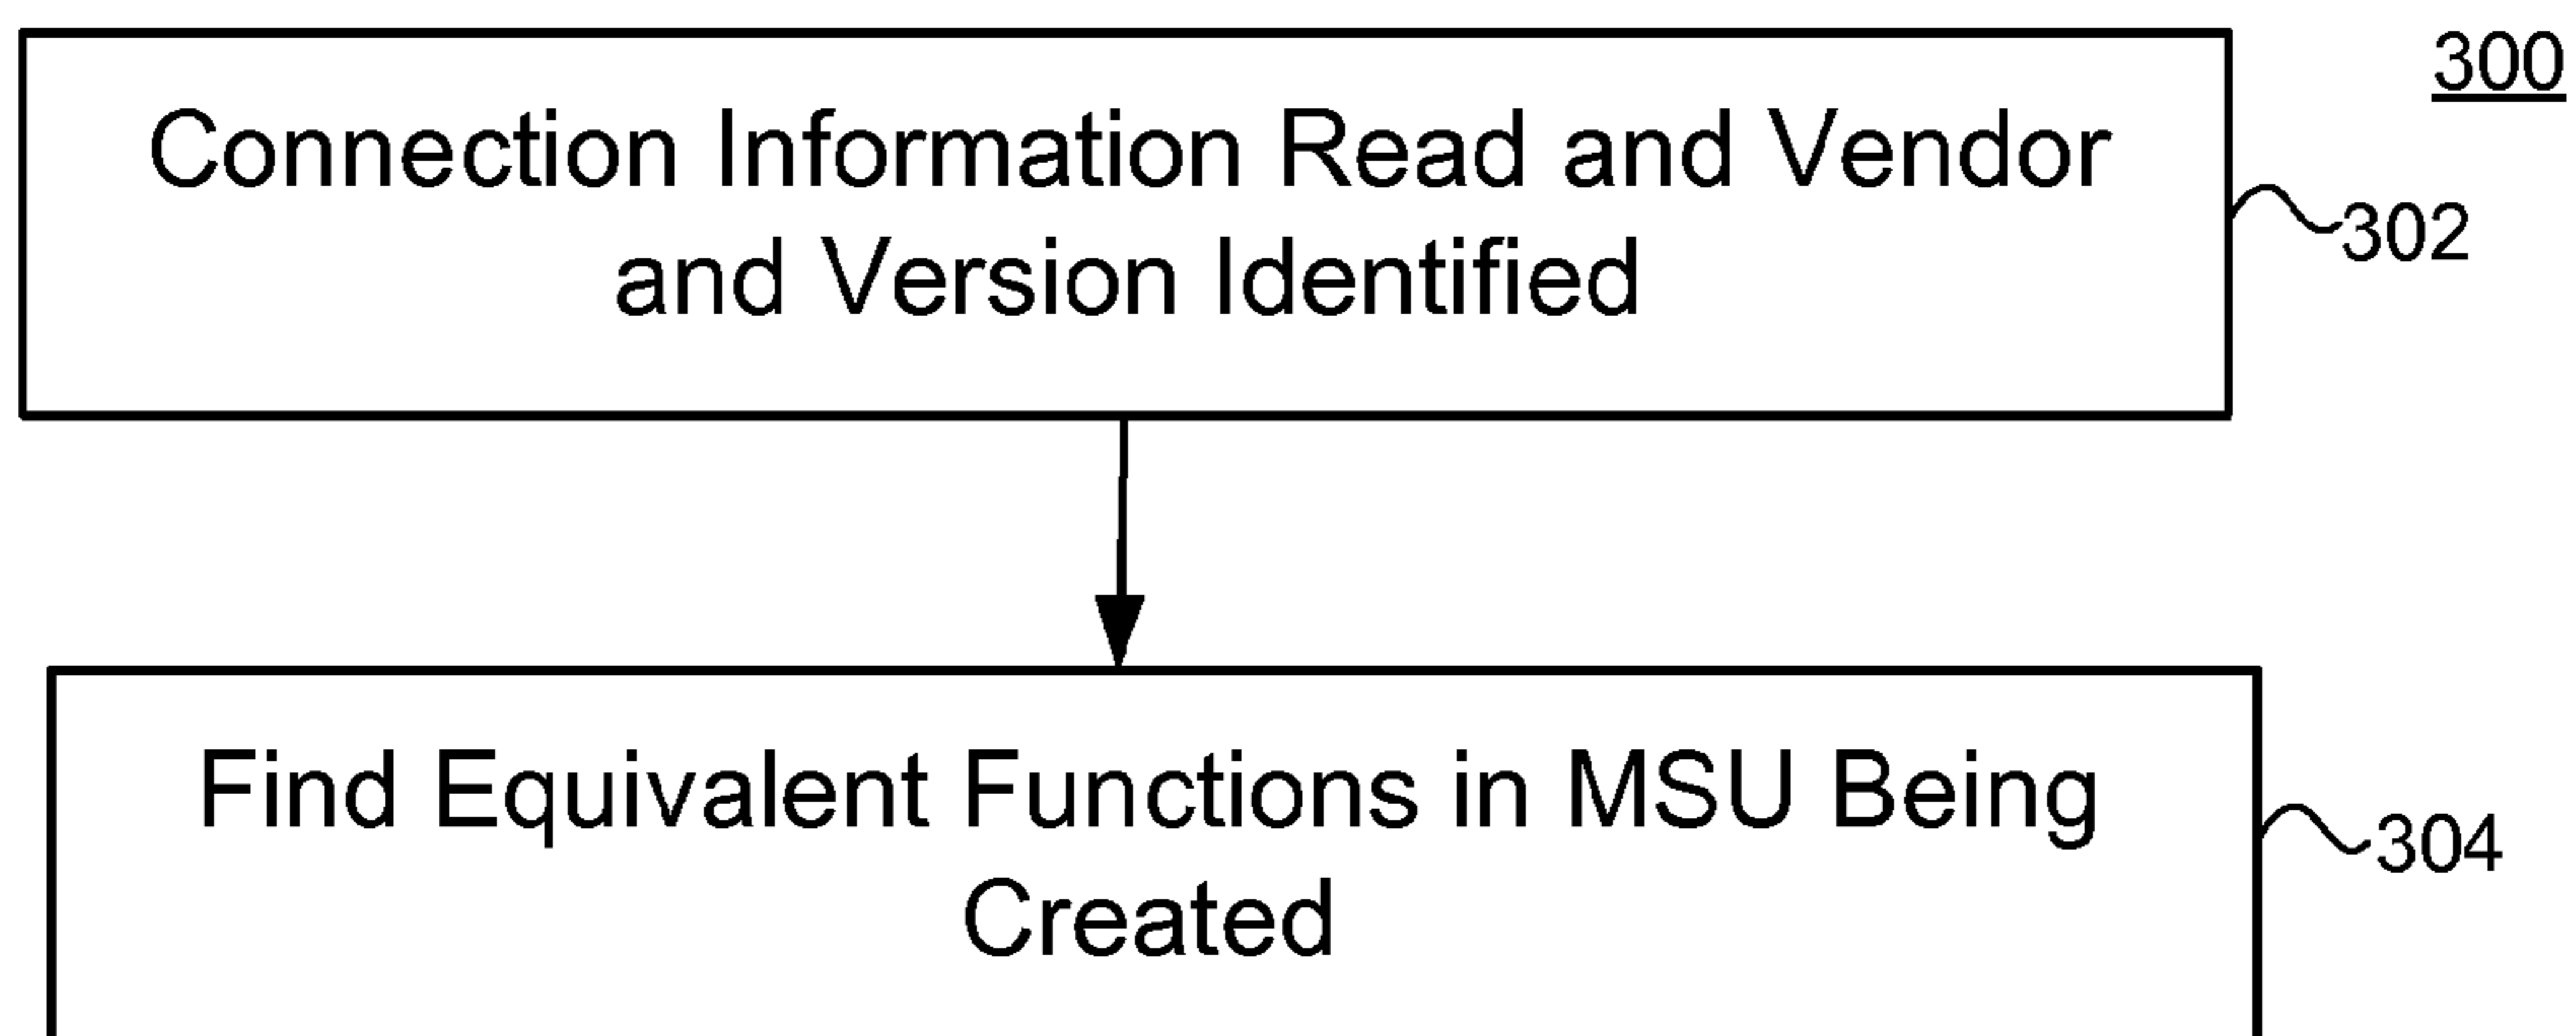 300
Connection Information Read and Vendor
and Version Identified
302
Find Equivalent Functions in MSU Being
Created
304